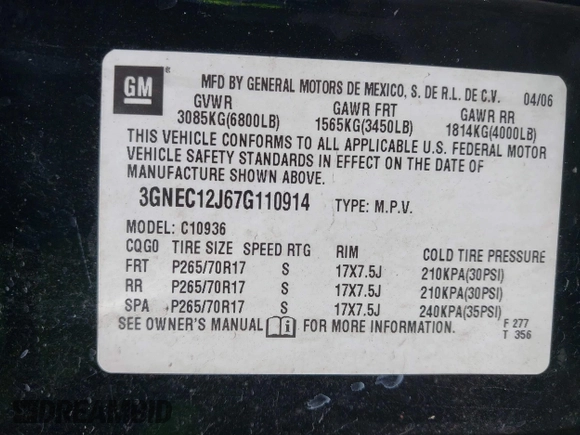 GM ®
MFD BY GENERAL MOTORS DE MEXICO, S. DE R.L. DE C.V. 04/06
GVWR GAWR FRT GAWR RR
3085KG(6800LB) 1565KG(3450LB) 1814KG(4000LB)
THIS VEHICLE CONFORMS TO ALL APPLICABLE U.S. FEDERAL MOTOR
VEHICLE SAFETY STANDARDS IN EFFECT ON THE DATE OF
MANUFACTURE SHOWN ABOVE.
3GNEC12J67G110914 TYPE: M.P.V.
MODEL: C10936
CQG0 TIRE SIZE SPEED RTG RIM COLD TIRE PRESSURE
FRT P265/70R17 S 17X7.5J 210KPA(30PSI)
RR P265/70R17 S 17X7.5J 210KPA(30PSI)
SPA P265/70R17 S 17X7.5J 240KPA(35PSI)
SEE OWNER'S MANUAL i FOR MORE INFORMATION. F 277
T 356
DREAMBID